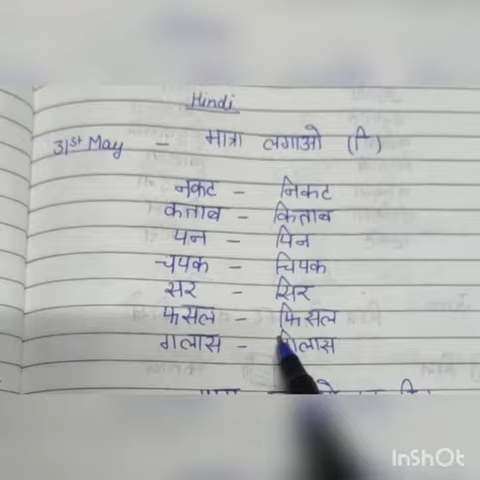 Hindi
31st May - मात्रा लगाओ (ि)
नकट - निकट
कताब - किताब
पन - पिन
चपक - चिपक
सर - सिर
फसल - फिसल
गलास -
InShOt